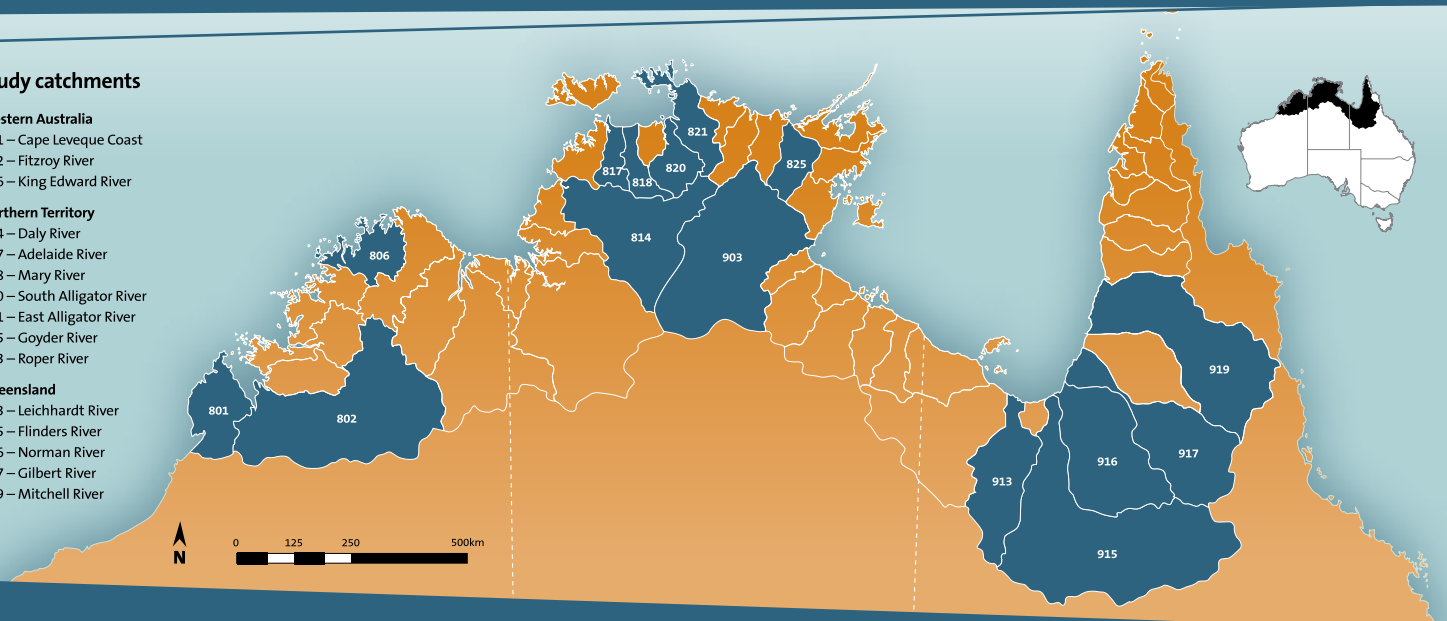 udy catchments
stern Australia
1 – Cape Leveque Coast
2 – Fitzroy River
6 – King Edward River
rthern Territory
4 – Daly River
7 – Adelaide River
8 – Mary River
0 – South Alligator River
1 – East Alligator River
5 – Goyder River
3 – Roper River
eensland
3 – Leichhardt River
5 – Flinders River
6 – Norman River
7 – Gilbert River
9 – Mitchell River
801
802
806
814
817
818
820
821
825
903
913
915
916
917
919
N
0 125 250 500km